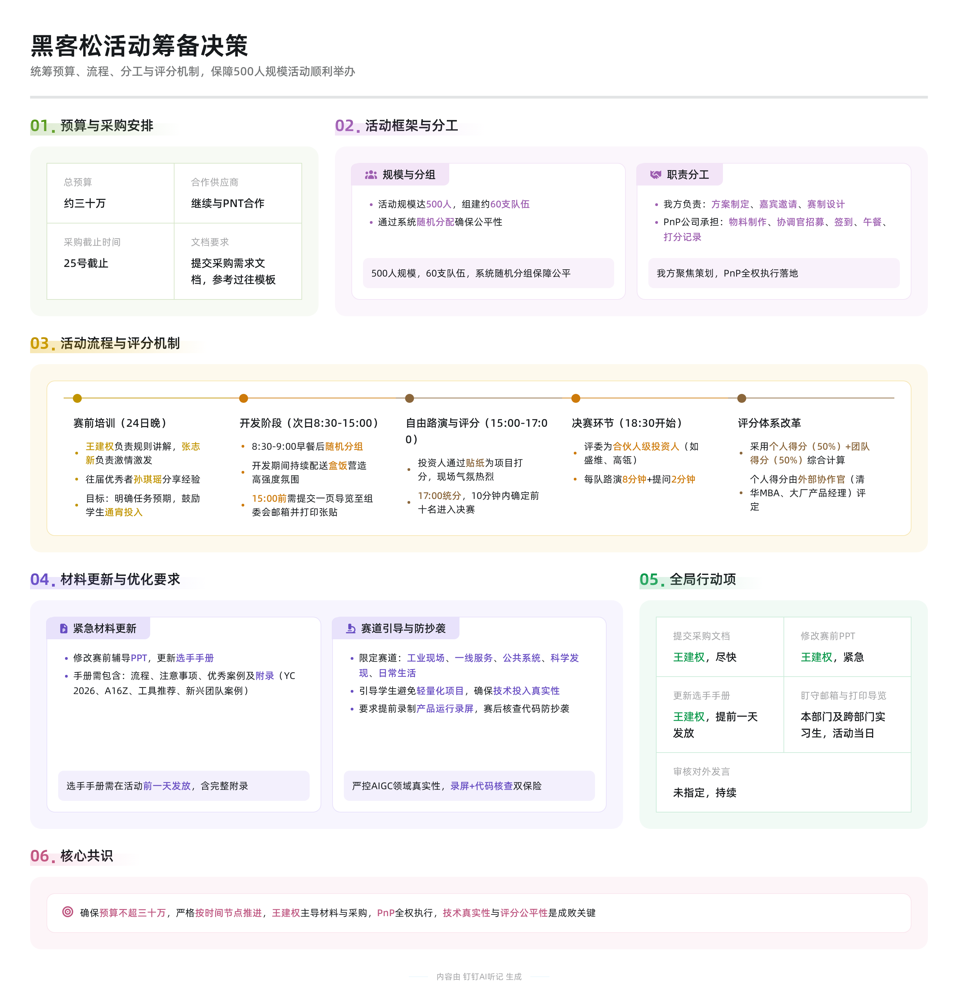 黑客松活动筹备决策
统筹预算、流程、分工与评分机制，保障500人规模活动顺利举办
01. 预算与采购安排
总预算
约三十万
合作供应商
继续与PNT合作
采购截止时间
25号截止
文档要求
提交采购需求文
档，参考过往模板
02. 活动框架与分工
规模与分组
活动规模达500人，组建约60支队伍
通过系统随机分配确保公平性
500人规模，60支队伍，系统随机分组保障公平
职责分工
我方负责：方案制定、嘉宾邀请、赛制设计
PnP公司承担：物料制作、协调官招募、签到、午餐、
打分记录
我方聚焦策划，PnP全权执行落地
03. 活动流程与评分机制
赛前培训（24日晚）
王建权负责规则讲解，张志
新负责激情激发
往届优秀者孙琪瑶分享经验
目标：明确任务预期，鼓励
学生通宵投入
开发阶段（次日8:30-15:00）
8:30-9:00早餐后随机分组
开发期间持续配送盒饭营造
高强度氛围
15:00前需提交一页导览至组
委会邮箱并打印张贴
自由路演与评分（15:00-17:0
0）
投资人通过贴纸为项目打
分，现场气氛热烈
17:00统分，10分钟内确定前
十名进入决赛
决赛环节（18:30开始）
评委为合伙人级投资人（如
盛维、高瓴）
每队路演8分钟+提问2分钟
评分体系改革
采用个人得分（50%）+团队
得分（50%）综合计算
个人得分由外部协作官（清
华MBA、大厂产品经理）评
定
04. 材料更新与优化要求
紧急材料更新
修改赛前辅导PPT，更新选手手册
手册需包含：流程、注意事项、优秀案例及附录（YC
2026、A16Z、工具推荐、新兴团队案例）
选手手册需在活动前一天发放，含完整附录
赛道引导与防抄袭
限定赛道：工业现场、一线服务、公共系统、科学发
现、日常生活
引导学生避免轻量化项目，确保技术投入真实性
要求提前录制产品运行录屏，赛后核查代码防抄袭
严控AIGC领域真实性，录屏+代码核查双保险
05. 全局行动项
提交采购文档
王建权，尽快
修改赛前PPT
王建权，紧急
更新选手手册
王建权，提前一天
发放
盯守邮箱与打印导览
本部门及跨部门实
习生，活动当日
审核对外发言
未指定，持续
06. 核心共识
确保预算不超三十万，严格按时间节点推进，王建权主导材料与采购，PnP全权执行，技术真实性与评分公平性是成败关键
内容由 钉钉AI听记 生成